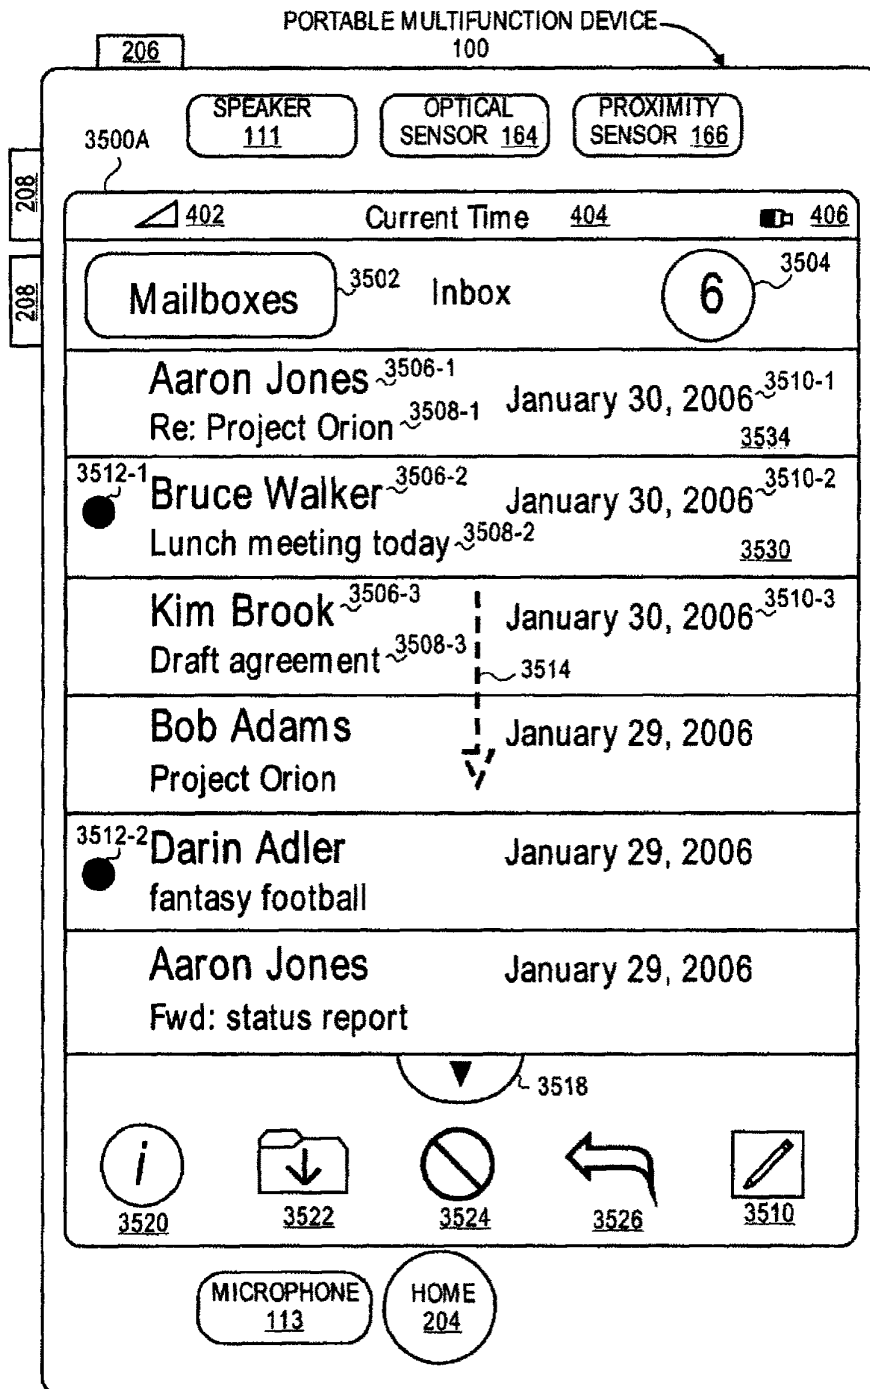 PORTABLE MULTIFUNCTION DEVICE
100
206
SPEAKER
111
OPTICAL
SENSOR 164
PROXIMITY
SENSOR 166
3500A
208
208
402 Current Time 404 406
Mailboxes 3502 Inbox 6 3504
Aaron Jones 3506-1 January 30, 2006 3510-1
Re: Project Orion 3508-1 3534
3512-1 Bruce Walker 3506-2 January 30, 2006 3510-2
Lunch meeting today 3508-2 3530
Kim Brook 3506-3 January 30, 2006 3510-3
Draft agreement 3508-3 3514
Bob Adams January 29, 2006
Project Orion
3512-2 Darin Adler January 29, 2006
fantasy football
Aaron Jones January 29, 2006
Fwd: status report
3518
i
3520 3522 3524 3526 3510
MICROPHONE
113
HOME
204